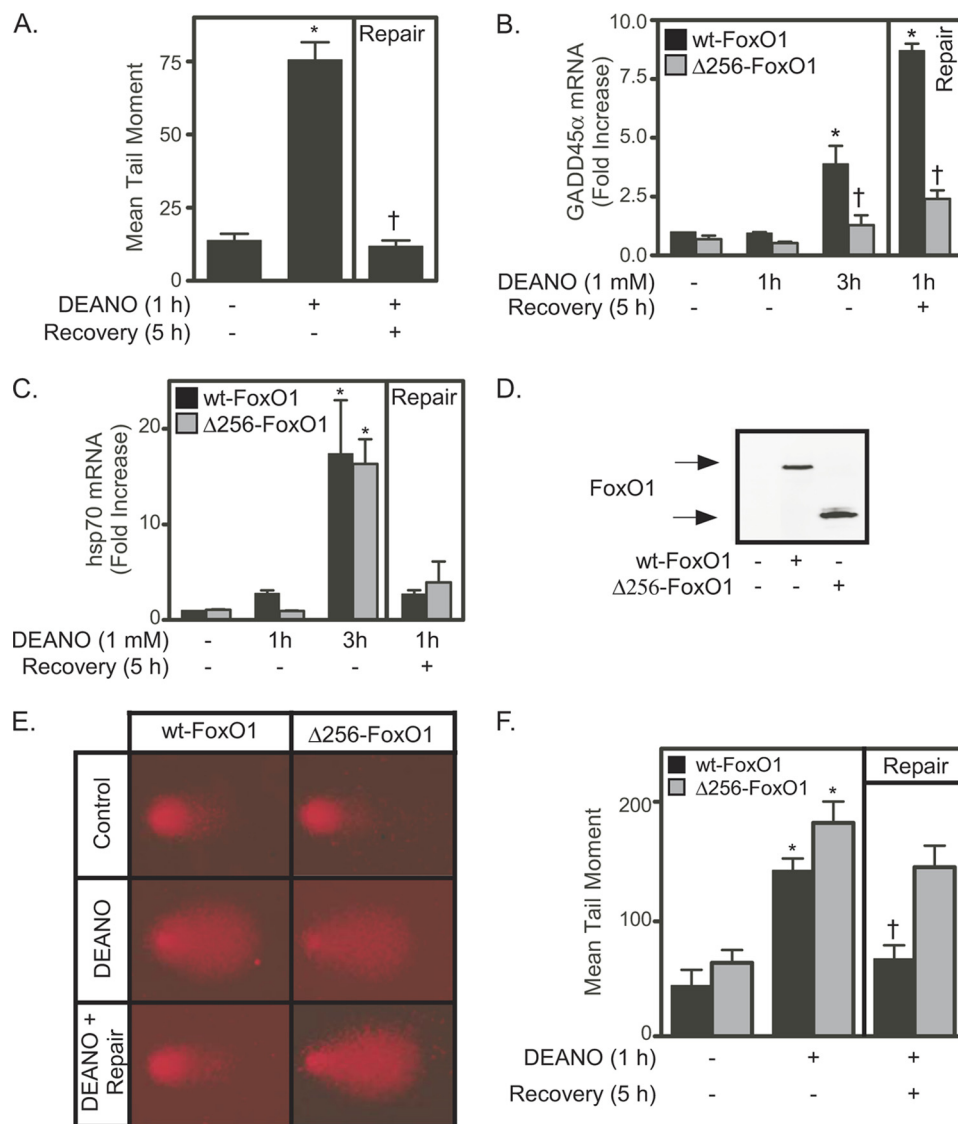 A.
Repair
*
†
75
50
25
0
Mean Tail Moment
DEANO (1 h) - + +
Recovery (5 h) - - +
B.
wt-FoxO1
Δ256-FoxO1
Repair
*
*
†
†
10.0
7.5
5.0
2.5
0.0
GADD45α mRNA
(Fold Increase)
DEANO (1 mM) - 1h 3h 1h
Recovery (5 h) - - - +
C.
wt-FoxO1
Δ256-FoxO1
Repair
*
*
20
10
0
hsp70 mRNA
(Fold Increase)
DEANO (1 mM) - 1h 3h 1h
Recovery (5 h) - - - +
D.
FoxO1
wt-FoxO1 - + -
Δ256-FoxO1 - - +
E.
wt-FoxO1 Δ256-FoxO1
Control
DEANO
DEANO +
Repair
F.
wt-FoxO1
Δ256-FoxO1
Repair
*
*
†
200
100
0
Mean Tail Moment
DEANO (1 h) - + +
Recovery (5 h) - - +